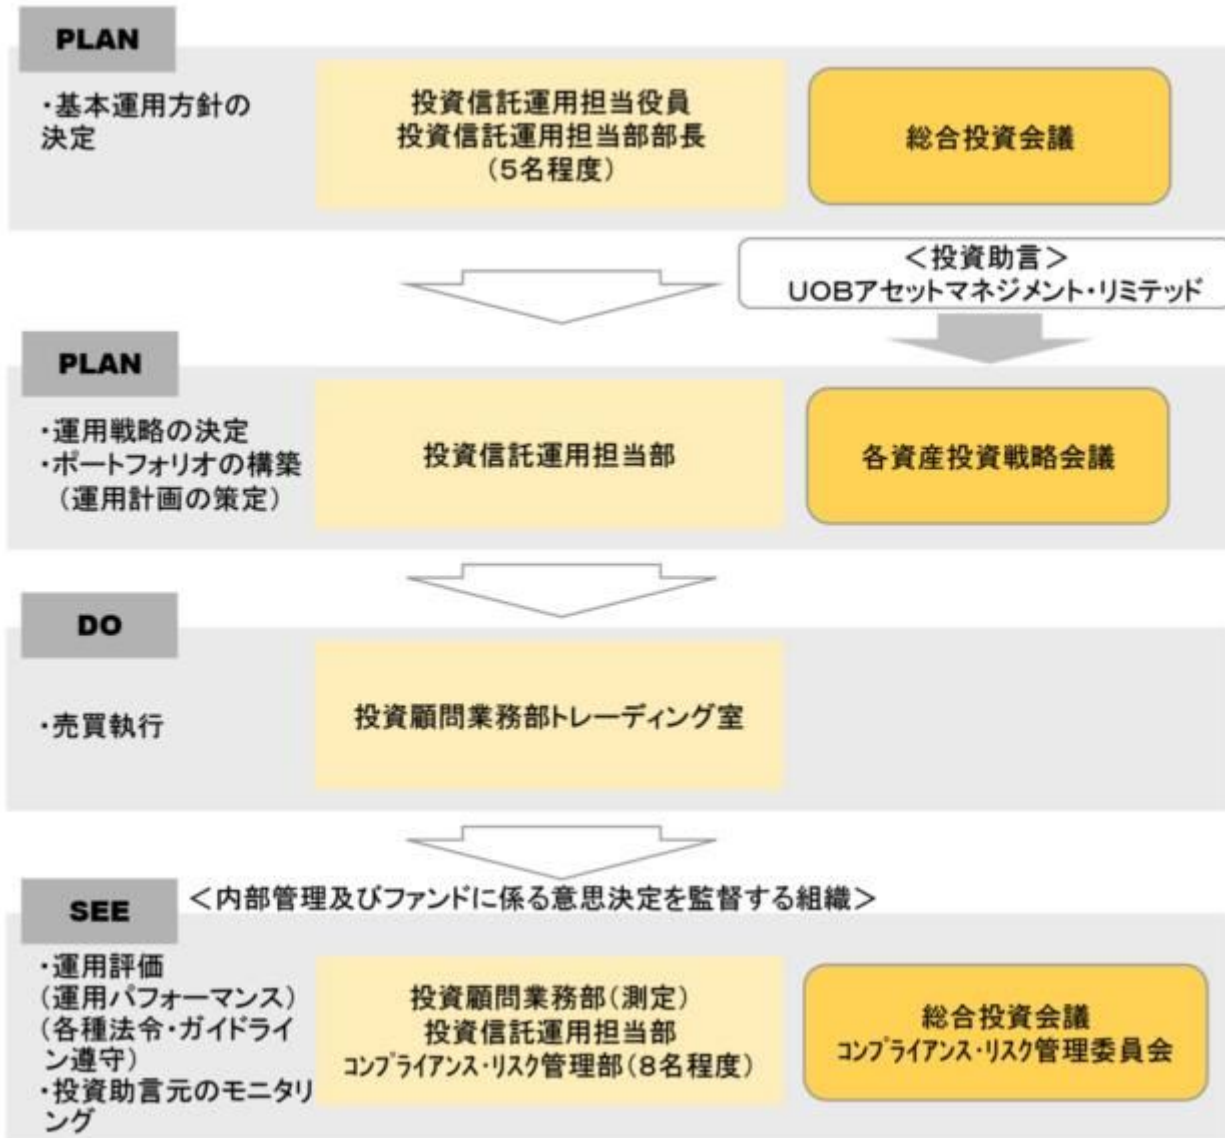 PLAN
・基本運用方針の
決定
投資信託運用担当役員
投資信託運用担当部部長
（5名程度）
総合投資会議
＜投資助言＞
UOBアセットマネジメント・リミテッド
PLAN
・運用戦略の決定
・ポートフォリオの構築
（運用計画の策定）
投資信託運用担当部
各資産投資戦略会議
DO
・売買執行
投資顧問業務部トレーディング室
SEE
＜内部管理及びファンドに係る意思決定を監督する組織＞
・運用評価
（運用パフォーマンス）
（各種法令・ガイドライ
ン遵守）
・投資助言元のモニタリ
ング
投資顧問業務部（測定）
投資信託運用担当部
ｺﾝﾌﾟﾗｲｱﾝｽ・ﾘｽｸ管理部（8名程度）
総合投資会議
ｺﾝﾌﾟﾗｲｱﾝｽ・ﾘｽｸ管理委員会